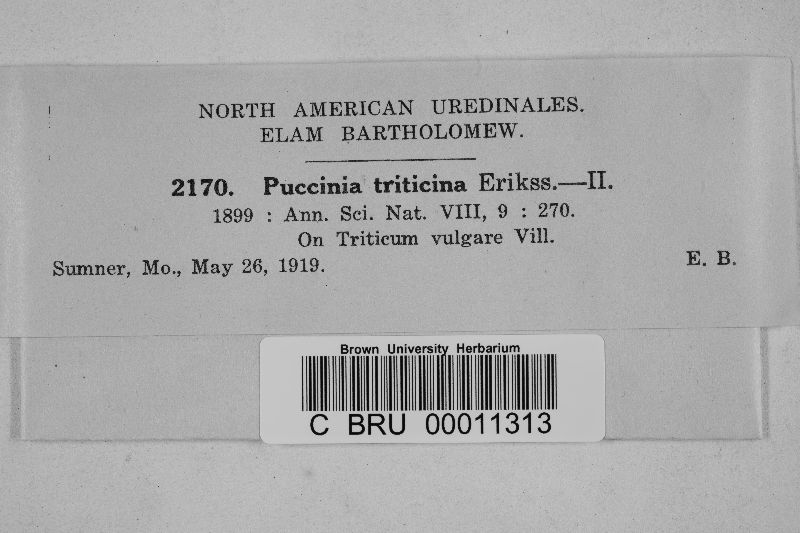 NORTH AMERICAN UREDINALES.
ELAM BARTHOLOMEW.
2170. Puccinia triticina Erikss.—II.
1899 : Ann. Sci. Nat. VIII, 9 : 270.
On Triticum vulgare Vill.
Sumner, Mo., May 26, 1919. E. B.
Brown University Herbarium
C BRU 00011313